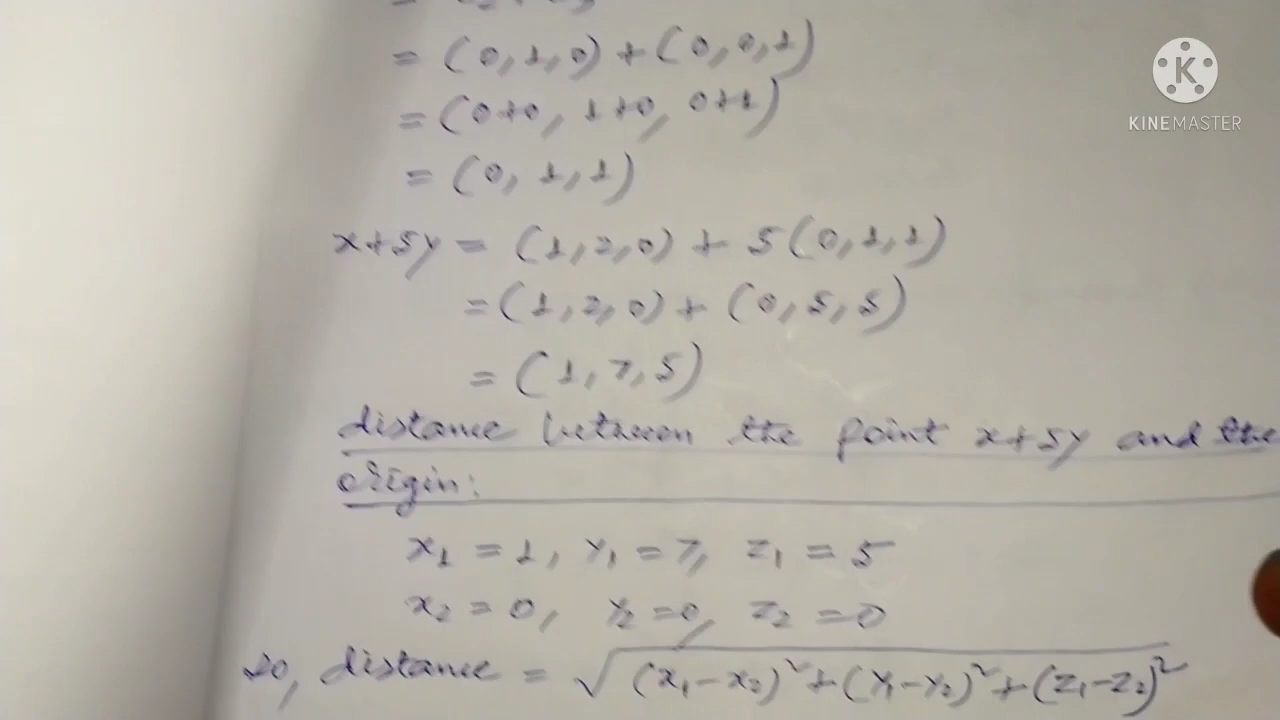 = (0,1,0) + (0,0,1)
= (0+0, 1+0, 0+1)
= (0,1,1)
x+5y = (1,2,0) + 5(0,1,1)
= (1,2,0) + (0,5,5)
= (1,7,5)
distance between the point x+5y and the
origin:
x₁ = 1, y₁ = 7, z₁ = 5
x₂ = 0, y₂ = 0, z₂ = 0
so, distance = √(x₁-x₂)²+(y₁-y₂)²+(z₁-z₂)²
K
KINEMASTER